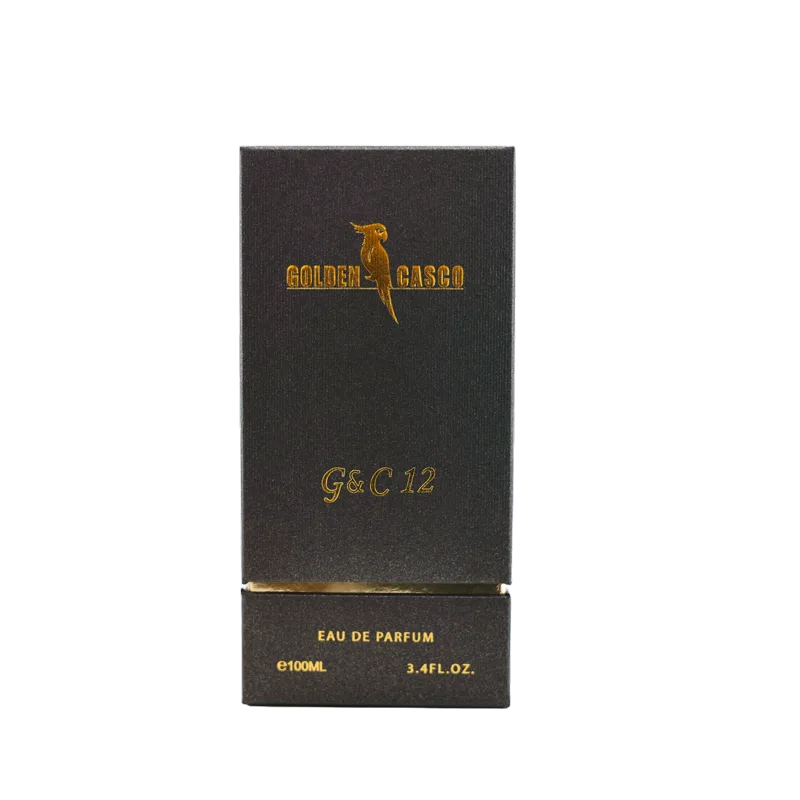 GOLDEN CASCO
G&C 12
EAU DE PARFUM
℮100ML 3.4FL.OZ.